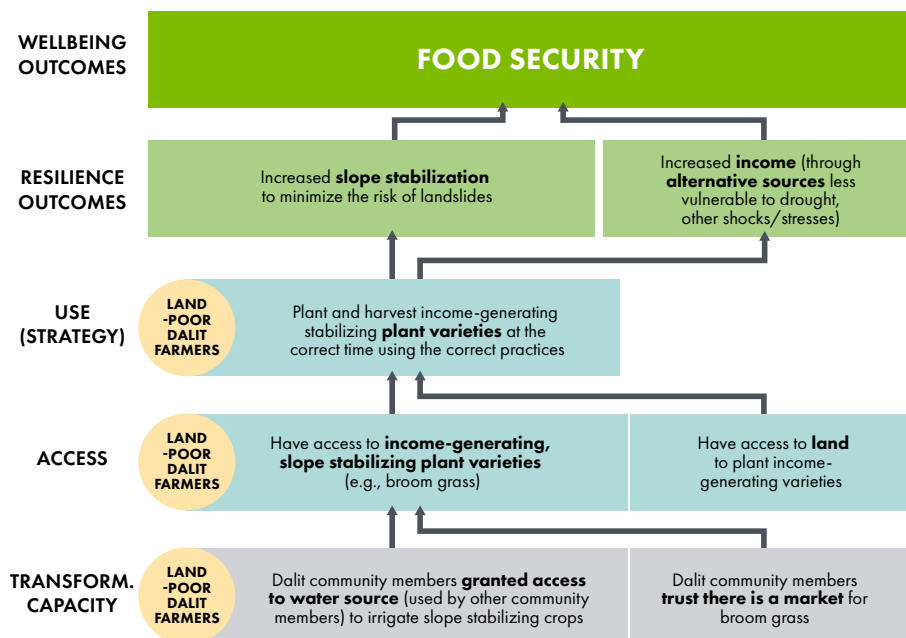 WELLBEING
OUTCOMES
FOOD SECURITY
RESILIENCE
OUTCOMES
Increased slope stabilization
to minimize the risk of landslides
Increased income (through
alternative sources less
vulnerable to drought,
other shocks/stresses)
USE
(STRATEGY)
LAND
-POOR
DALIT
FARMERS
Plant and harvest income-generating
stabilizing plant varieties at the
correct time using the correct practices
ACCESS
LAND
-POOR
DALIT
FARMERS
Have access to income-generating,
slope stabilizing plant varieties
(e.g., broom grass)
Have access to land
to plant income-
generating varieties
TRANSFORM.
CAPACITY
LAND
-POOR
DALIT
FARMERS
Dalit community members granted access
to water source (used by other community
members) to irrigate slope stabilizing crops
Dalit community members
trust there is a market for
broom grass